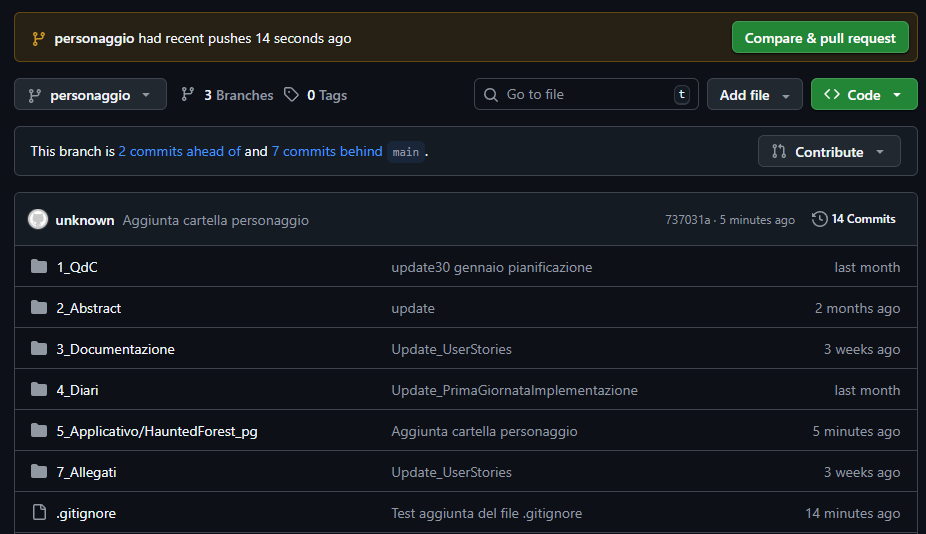 personaggio had recent pushes 14 seconds ago
Compare & pull request
personaggio 3 Branches 0 Tags Go to file t Add file Code
This branch is 2 commits ahead of and 7 commits behind main .
Contribute
unknown Aggiunta cartella personaggio 737031a · 5 minutes ago 14 Commits
1_QdC update30 gennaio pianificazione last month
2_Abstract update 2 months ago
3_Documentazione Update_UserStories 3 weeks ago
4_Diari Update_PrimaGiornataImplementazione last month
5_Applicativo/HauntedForest_pg Aggiunta cartella personaggio 5 minutes ago
7_Allegati Update_UserStories 3 weeks ago
.gitignore Test aggiunta del file .gitignore 14 minutes ago